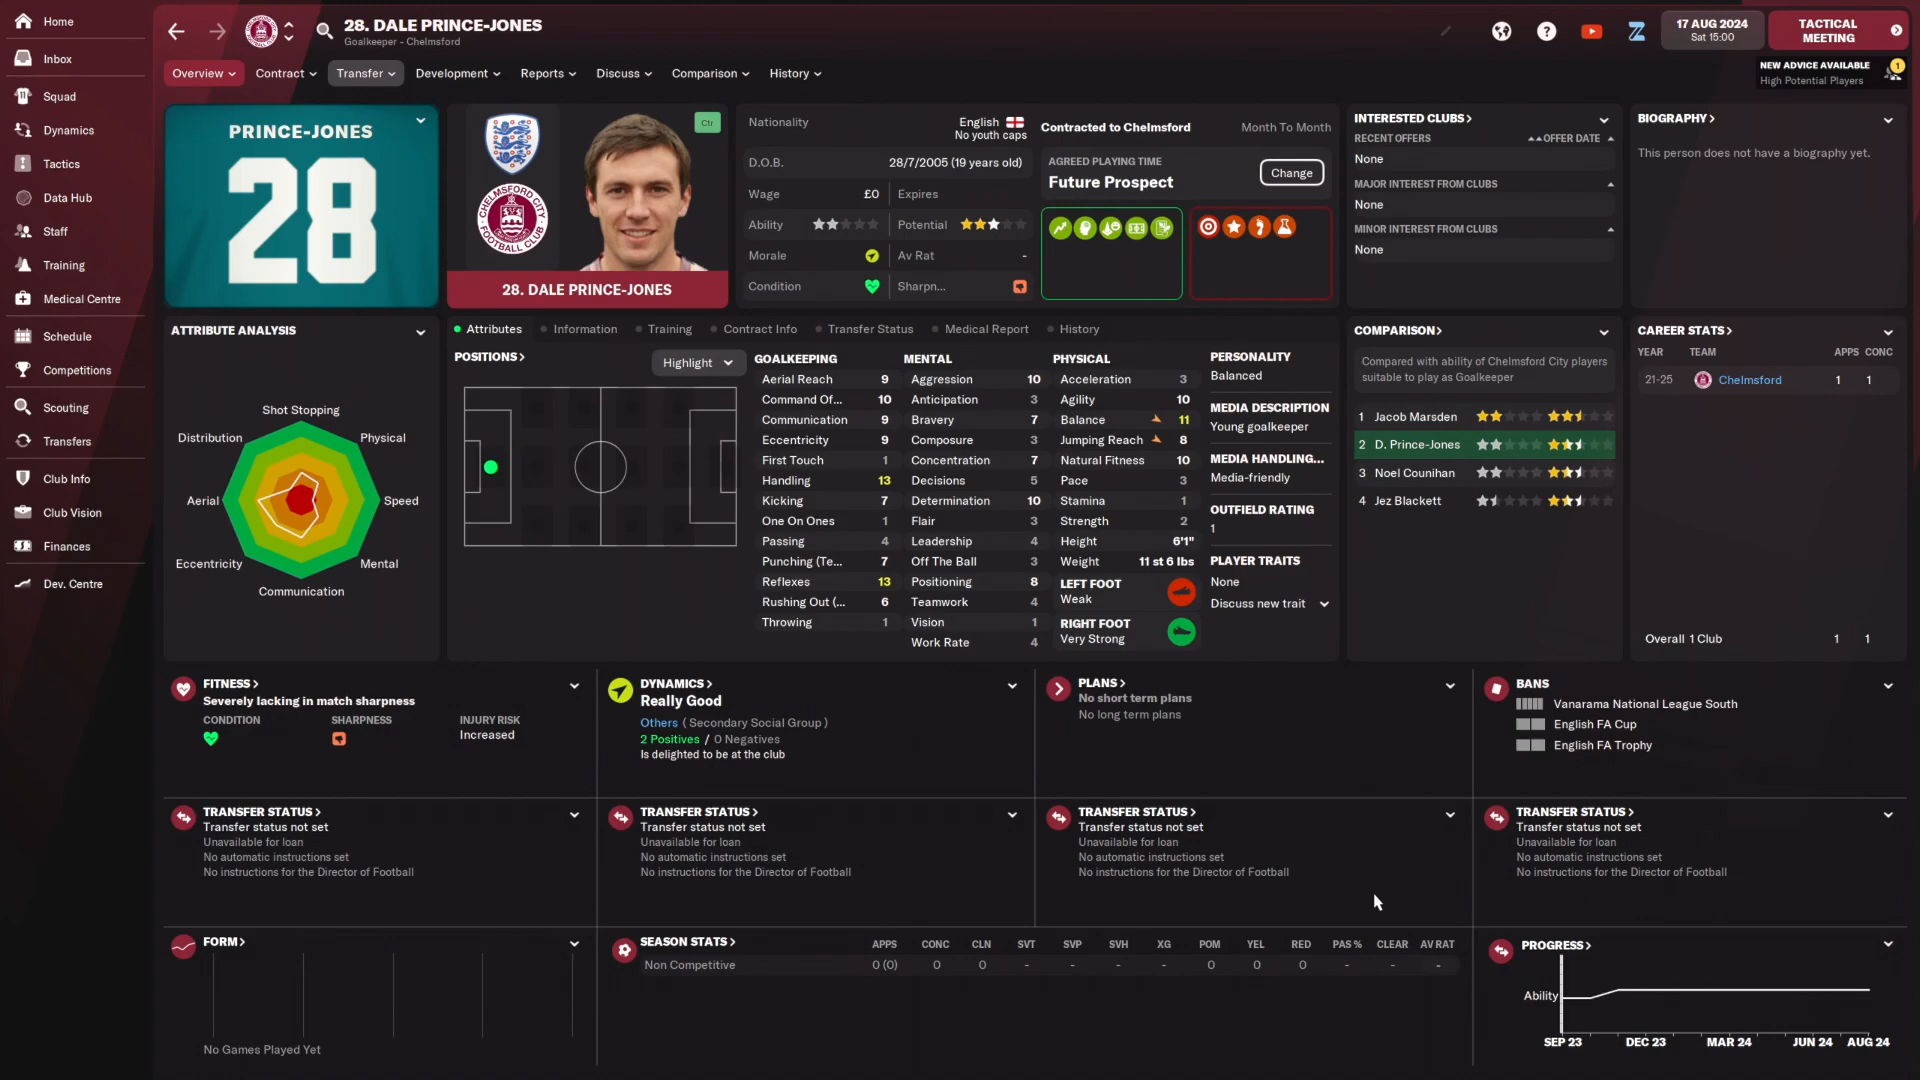 Home
Inbox
Squad
Dynamics
Tactics
Data Hub
Staff
Training
Medical Centre
Schedule
Competitions
Scouting
Transfers
Club Info
Club Vision
Finances
Dev. Centre
28. DALE PRINCE-JONES
Goalkeeper - Chelmsford
17 AUG 2024
Sat 15:00
TACTICAL
MEETING
Overview
Contract
Transfer
Development
Reports
Discuss
Comparison
History
NEW ADVICE AVAILABLE
High Potential Players
1
PRINCE-JONES
28
CHELMSFORD CITY
FOOTBALL CLUB
Ctr
28. DALE PRINCE-JONES
Nationality English
No youth caps
D.O.B. 28/7/2005 (19 years old)
Wage £0 Expires
Ability Potential
Morale Av Rat -
Condition Sharpn...
Contracted to Chelmsford Month To Month
AGREED PLAYING TIME
Future Prospect
Change
INTERESTED CLUBS>
RECENT OFFERS OFFER DATE
None
MAJOR INTEREST FROM CLUBS
None
MINOR INTEREST FROM CLUBS
None
BIOGRAPHY>
This person does not have a biography yet.
ATTRIBUTE ANALYSIS
Shot Stopping
Physical
Speed
Mental
Communication
Eccentricity
Aerial
Distribution
Attributes
Information
Training
Contract Info
Transfer Status
Medical Report
History
POSITIONS>
Highlight
GOALKEEPING
Aerial Reach 9
Command Of... 10
Communication 9
Eccentricity 9
First Touch 1
Handling 13
Kicking 7
One On Ones 1
Passing 4
Punching (Te... 7
Reflexes 13
Rushing Out (... 6
Throwing 1
MENTAL
Aggression 10
Anticipation 3
Bravery 7
Composure 3
Concentration 7
Decisions 5
Determination 10
Flair 3
Leadership 4
Off The Ball 3
Positioning 8
Teamwork 4
Vision 1
Work Rate 4
PHYSICAL
Acceleration 3
Agility 10
Balance 11
Jumping Reach 8
Natural Fitness 10
Pace 3
Stamina 1
Strength 2
Height 6'1"
Weight 11 st 6 lbs
LEFT FOOT
Weak
RIGHT FOOT
Very Strong
PERSONALITY
Balanced
MEDIA DESCRIPTION
Young goalkeeper
MEDIA HANDLING...
Media-friendly
OUTFIELD RATING
1
PLAYER TRAITS
None
Discuss new trait
COMPARISON>
Compared with ability of Chelmsford City players
suitable to play as Goalkeeper
1 Jacob Marsden
2 D. Prince-Jones
3 Noel Counihan
4 Jez Blackett
CAREER STATS>
YEAR TEAM APPS CONC
21-25 Chelmsford 1 1
Overall 1 Club 1 1
FITNESS>
Severely lacking in match sharpness
CONDITION SHARPNESS INJURY RISK
Increased
DYNAMICS>
Really Good
Others ( Secondary Social Group )
2 Positives / 0 Negatives
Is delighted to be at the club
PLANS>
No short term plans
No long term plans
BANS
Vanarama National League South
English FA Cup
English FA Trophy
TRANSFER STATUS>
Transfer status not set
Unavailable for loan
No automatic instructions set
No instructions for the Director of Football
TRANSFER STATUS>
Transfer status not set
Unavailable for loan
No automatic instructions set
No instructions for the Director of Football
TRANSFER STATUS>
Transfer status not set
Unavailable for loan
No automatic instructions set
No instructions for the Director of Football
TRANSFER STATUS>
Transfer status not set
Unavailable for loan
No automatic instructions set
No instructions for the Director of Football
FORM>
No Games Played Yet
SEASON STATS> APPS CONC CLN SVT SVP SVH XG POM YEL RED PAS % CLEAR AV RAT
Non Competitive 0 (0) 0 0 - - - - 0 0 0 - - -
PROGRESS>
Ability
SEP 23 DEC 23 MAR 24 JUN 24 AUG 24